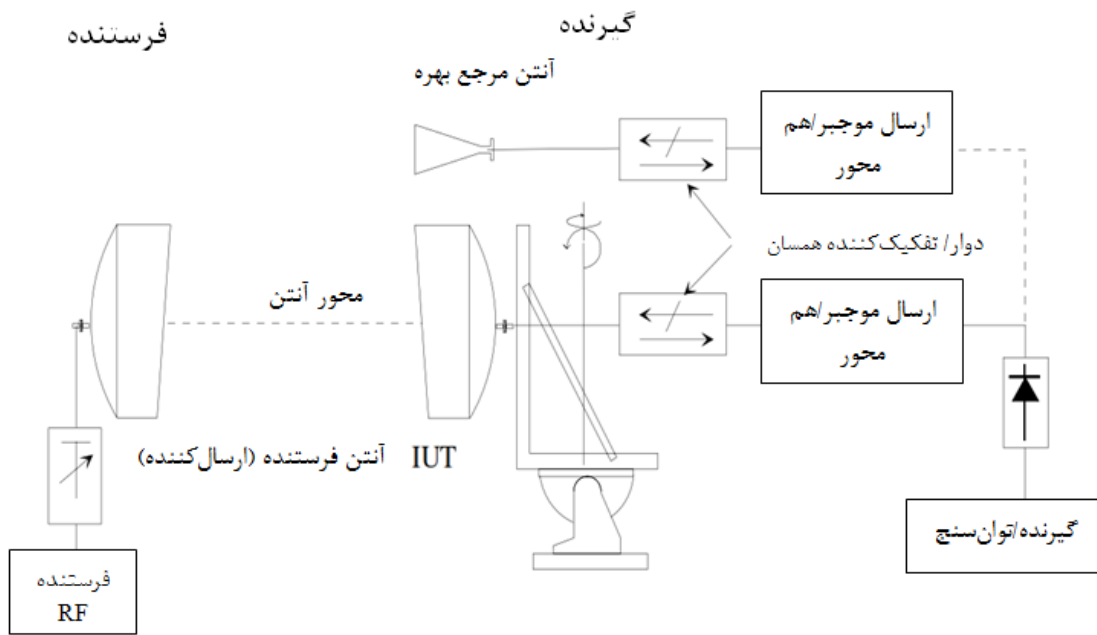 گیرنده
فرستنده
آنتن مرجع بهره
ارسال موجبر/هم
محور
دوار/ تفکیک‌کننده همسان
ارسال موجبر/هم
محور
محور آنتن
IUT
آنتن فرستنده (ارسال‌کننده)
گیرنده/توان‌سنج
فرستنده
RF